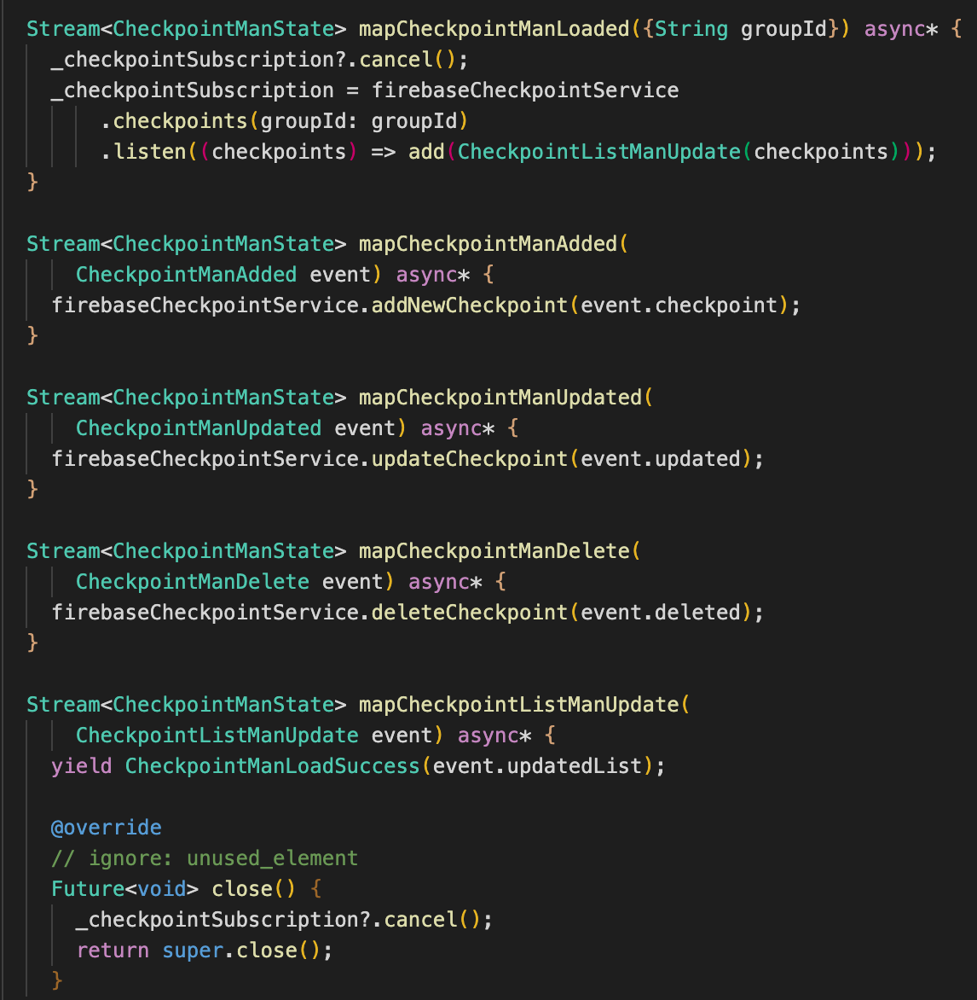 Stream<CheckpointManState> mapCheckpointManLoaded({String groupId}) async* {
_checkpointSubscription?.cancel();
_checkpointSubscription = firebaseCheckpointService
.checkpoints(groupId: groupId)
.listen((checkpoints) => add(CheckpointListManUpdate(checkpoints)));
}
Stream<CheckpointManState> mapCheckpointManAdded(
CheckpointManAdded event) async* {
firebaseCheckpointService.addNewCheckpoint(event.checkpoint);
}
Stream<CheckpointManState> mapCheckpointManUpdated(
CheckpointManUpdated event) async* {
firebaseCheckpointService.updateCheckpoint(event.updated);
}
Stream<CheckpointManState> mapCheckpointManDelete(
CheckpointManDelete event) async* {
firebaseCheckpointService.deleteCheckpoint(event.deleted);
}
Stream<CheckpointManState> mapCheckpointListManUpdate(
CheckpointListManUpdate event) async* {
yield CheckpointManLoadSuccess(event.updatedList);
@override
// ignore: unused_element
Future<void> close() {
_checkpointSubscription?.cancel();
return super.close();
}